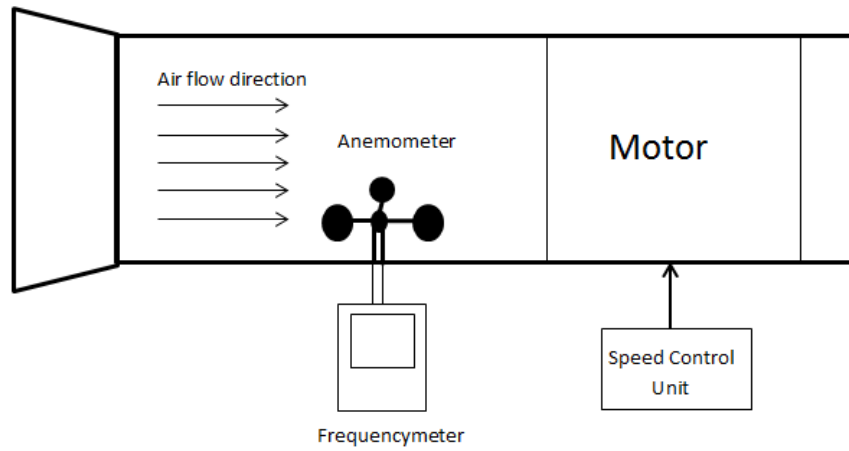 Air flow direction
Anemometer
Motor
Speed Control
Unit
Frequencymeter